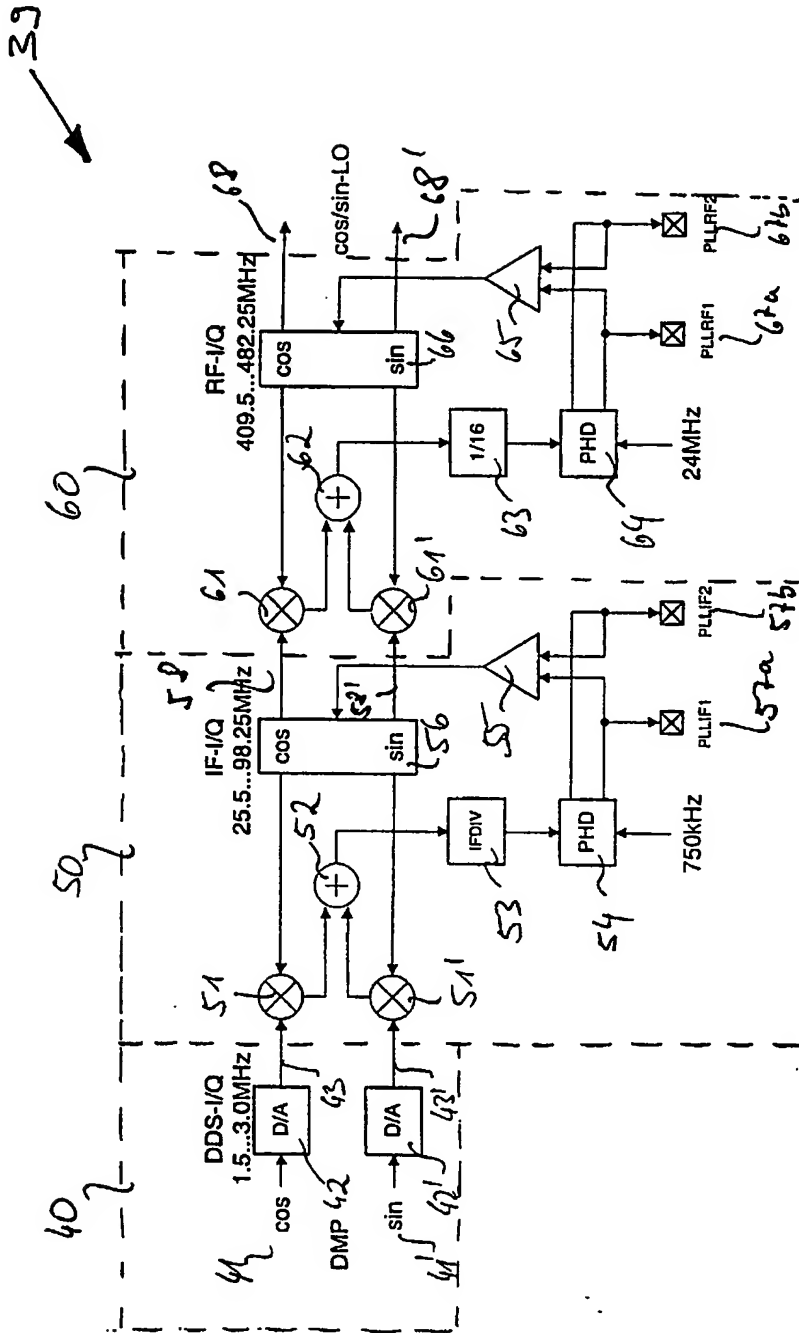 39
40
50
60
DDS-I/Q
1.5...3.0MHz
IF-I/Q
25.5...98.25MHz
RF-I/Q
409.5...482.25MHz
58
68
cos/sin-LO
68'
41
cos
D/A
42
43
DMP
41'
sin
D/A
42'
43'
51
51'
52
cos
sin
56
58'
IFDIV
53
PHD
54
750kHz
55
PLLIF1
57a
PLLIF2
57b
61
61'
62
cos
sin
66
1/16
63
PHD
64
24MHz
65
PLLRF1
67a
PLLRF2
67b